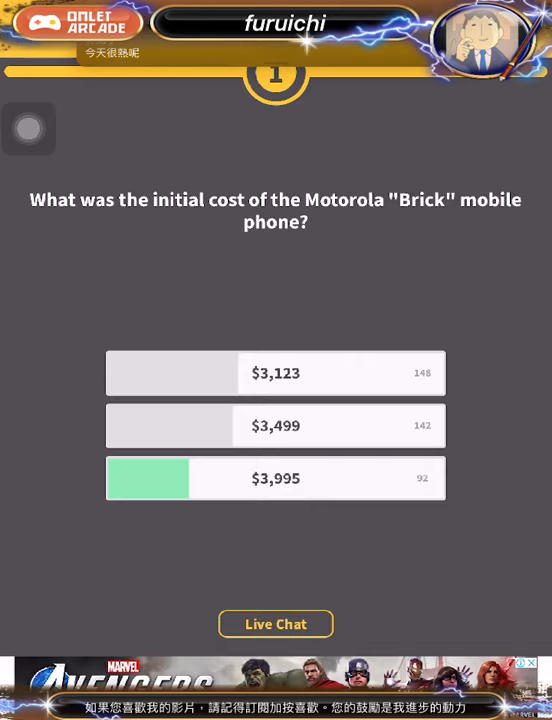 OMLET
ARCADE
furuichi
今天很熱呢
1
What was the initial cost of the Motorola "Brick" mobile
phone?
$3,123
148
$3,499
142
$3,995
92
Live Chat
MARVEL
AVENGERS
如果您喜歡我的影片，請記得訂閱加按喜歡。您的鼓勵是我進步的動力
MARVEL